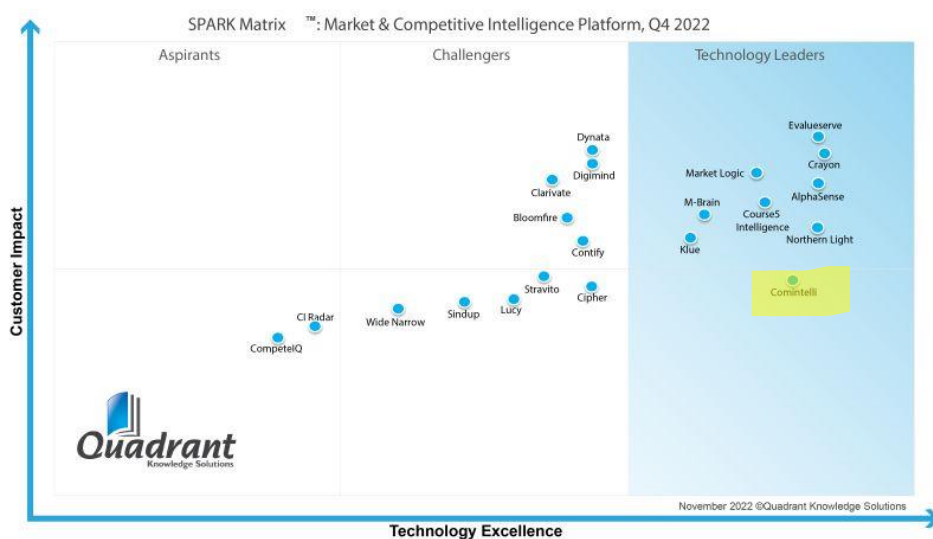 SPARK Matrix ™: Market & Competitive Intelligence Platform, Q4 2022
Aspirants
Challengers
Technology Leaders
Customer Impact
Evalueserve
Dynata
Crayon
Digimind
Market Logic
Clarivate
AlphaSense
M-Brain
Course5
Intelligence
Bloomfire
Northern Light
Klue
Contify
Stravito
Cipher
Comintelli
Lucy
Sindup
Wide Narrow
CI Radar
CompeteIQ
Quadrant
Knowledge Solutions
November 2022 ©Quadrant Knowledge Solutions
Technology Excellence